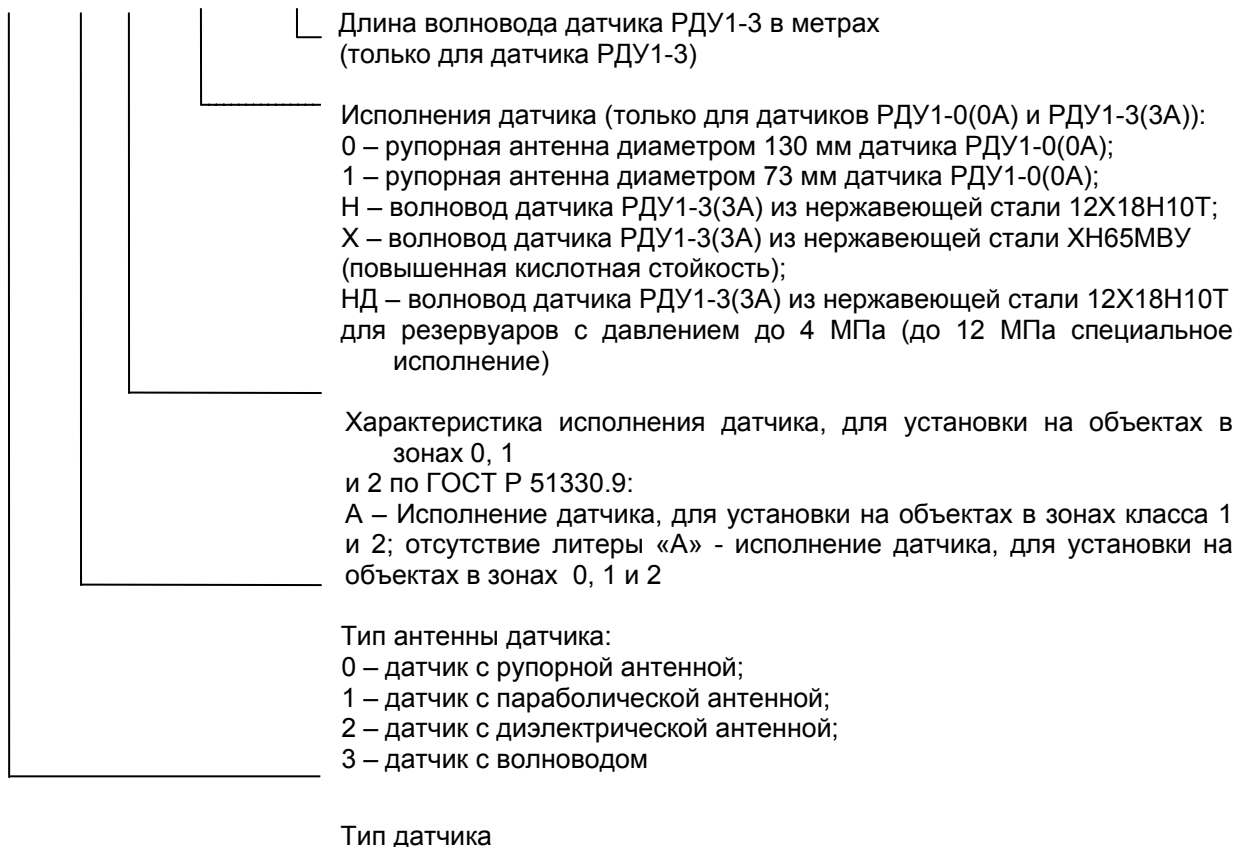 Длина волновода датчика РДУ1-3 в метрах
(только для датчика РДУ1-3)
Исполнения датчика (только для датчиков РДУ1-0(0А) и РДУ1-3(3А)):
0 – рупорная антенна диаметром 130 мм датчика РДУ1-0(0А);
1 – рупорная антенна диаметром 73 мм датчика РДУ1-0(0А);
Н – волновод датчика РДУ1-3(3А) из нержавеющей стали 12Х18Н10Т;
Х – волновод датчика РДУ1-3(3А) из нержавеющей стали ХН65МВУ
(повышенная кислотная стойкость);
НД – волновод датчика РДУ1-3(3А) из нержавеющей стали 12Х18Н10Т
для резервуаров с давлением до 4 МПа (до 12 МПа специальное
исполнение)
Характеристика исполнения датчика, для установки на объектах в
зонах 0, 1
и 2 по ГОСТ Р 51330.9:
А – Исполнение датчика, для установки на объектах в зонах класса 1
и 2; отсутствие литеры «А» - исполнение датчика, для установки на
объектах в зонах 0, 1 и 2
Тип антенны датчика:
0 – датчик с рупорной антенной;
1 – датчик с параболической антенной;
2 – датчик с диэлектрической антенной;
3 – датчик с волноводом
Тип датчика